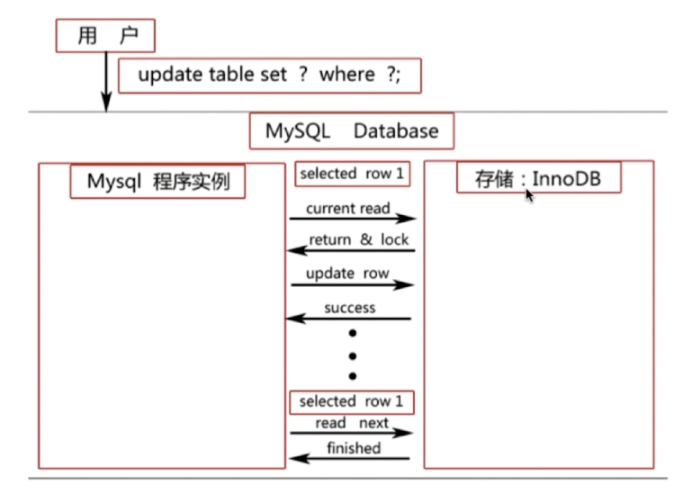 用 户
update table set ? where ?;
MySQL Database
Mysql 程序实例
selected row 1
存储：InnoDB
current read
return & lock
update row
success
selected row 1
read next
finished